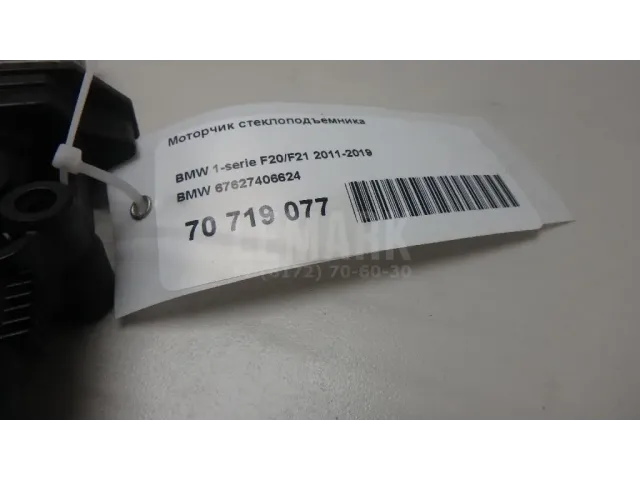 Моторчик стеклоподъемника
BMW 1-serie F20/F21 2011-2019
BMW 67627406624
70 719 077
(8172) 70-60-30